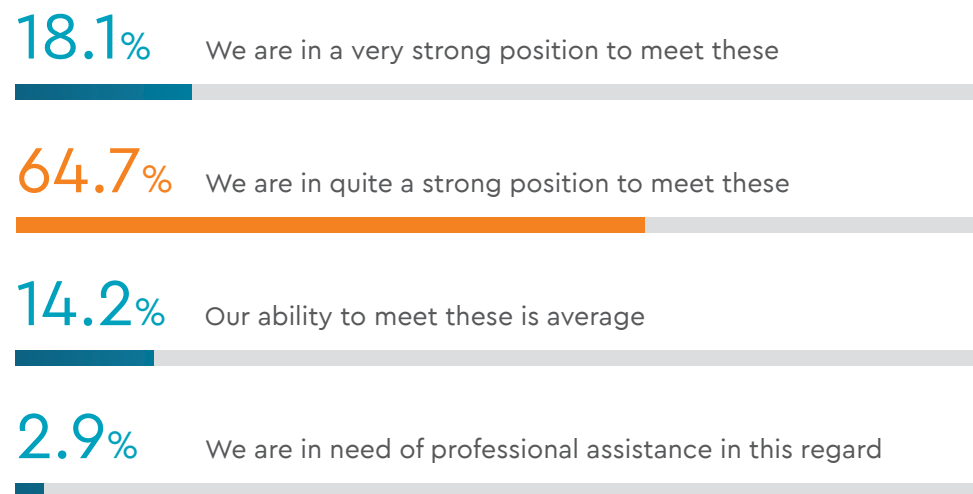 18.1% We are in a very strong position to meet these
64.7% We are in quite a strong position to meet these
14.2% Our ability to meet these is average
2.9% We are in need of professional assistance in this regard